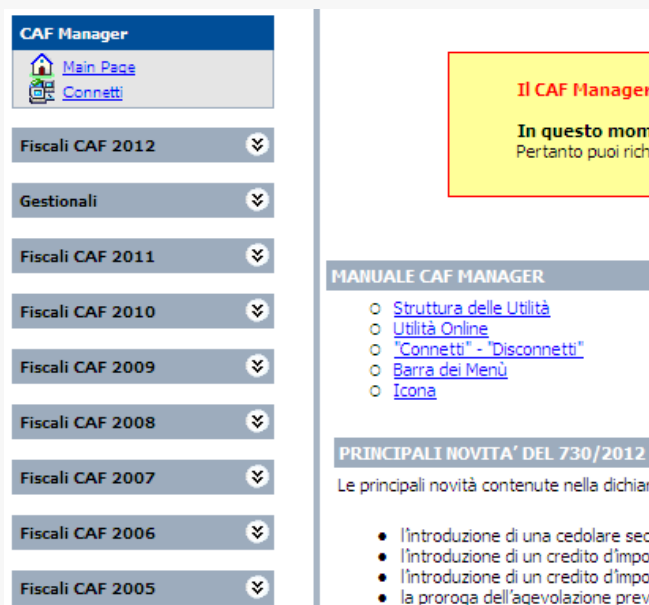 CAF Manager
Main Page
Connetti
Fiscali CAF 2012
Gestionali
Fiscali CAF 2011
Fiscali CAF 2010
Fiscali CAF 2009
Fiscali CAF 2008
Fiscali CAF 2007
Fiscali CAF 2006
Fiscali CAF 2005
Il CAF Manager
In questo mom
Pertanto puoi rich
MANUALE CAF MANAGER
Struttura delle Utilità
Utilità Online
"Connetti" - "Disconnetti"
Barra dei Menù
Icona
PRINCIPALI NOVITA' DEL 730/2012
Le principali novità contenute nella dichiar
l'introduzione di una cedolare sec
l'introduzione di un credito d'impo
l'introduzione di un credito d'impo
la proroga dell'agevolazione prev